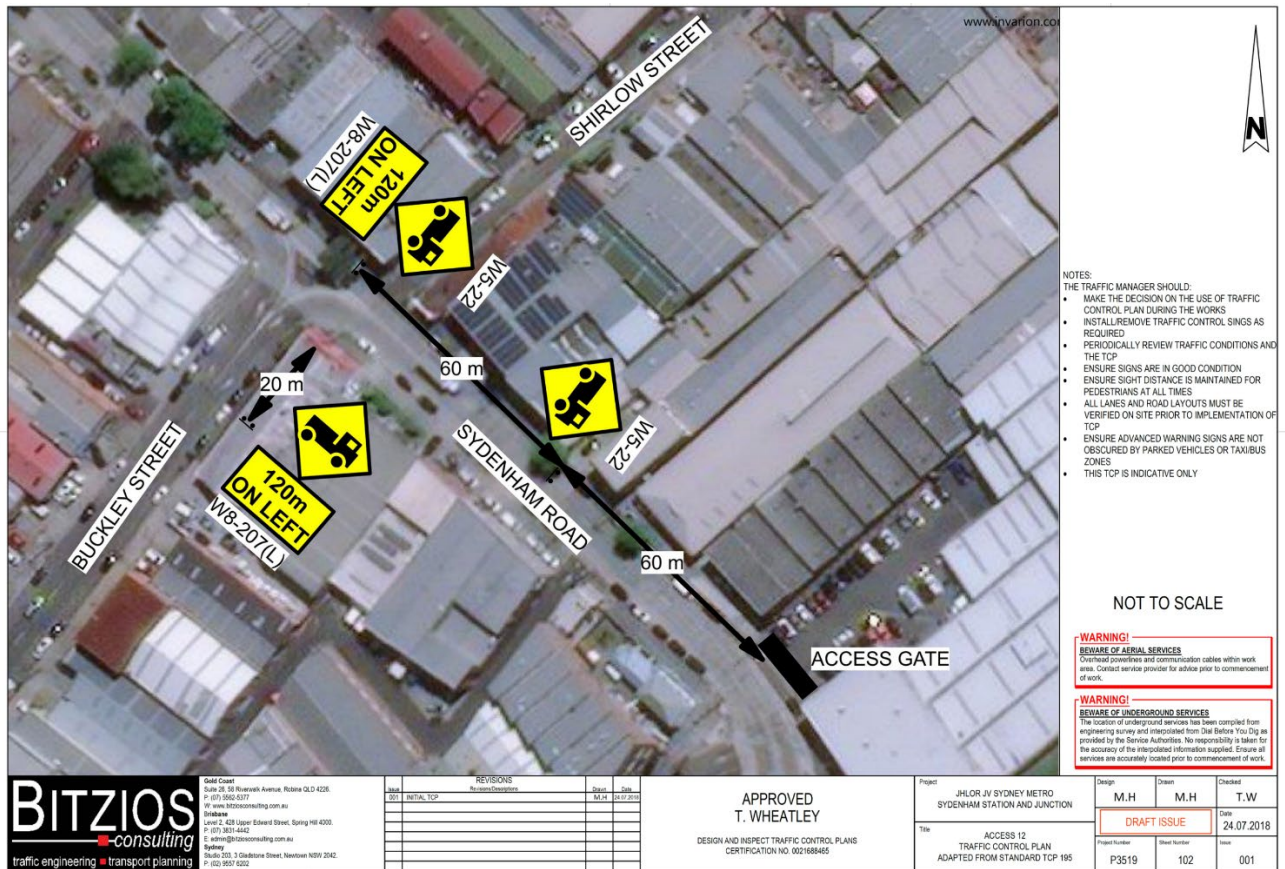 www.invarion.co
SHIRLOW STREET
W8-207(L)
120m
ON LEFT
W5-22
60 m
20 m
W5-22
SYDENHAM ROAD
BUCKLEY STREET
120m
ON LEFT
W8-207(L)
60 m
ACCESS GATE
N
NOTES:
THE TRAFFIC MANAGER SHOULD:
• MAKE THE DECISION ON THE USE OF TRAFFIC
CONTROL PLAN DURING THE WORKS
• INSTALL/REMOVE TRAFFIC CONTROL SINGS AS
REQUIRED
• PERIODICALLY REVIEW TRAFFIC CONDITIONS AND
THE TCP
• ENSURE SIGNS ARE IN GOOD CONDITION
• ENSURE SIGHT DISTANCE IS MAINTAINED FOR
PEDESTRIANS AT ALL TIMES
• ALL LANES AND ROAD LAYOUTS MUST BE
VERIFIED ON SITE PRIOR TO IMPLEMENTATION OF
TCP
• ENSURE ADVANCED WARNING SIGNS ARE NOT
OBSCURED BY PARKED VEHICLES OR TAXI/BUS
ZONES
• THIS TCP IS INDICATIVE ONLY
NOT TO SCALE
WARNING!
BEWARE OF AERIAL SERVICES
Overhead powerlines and communication cables within work
area. Contact service provider for advice prior to commencement
of work.
WARNING!
BEWARE OF UNDERGROUND SERVICES
The location of underground services has been compiled from
engineering survey and interpolated from Dial Before You Dig as
provided by the Service Authorities. No responsibility is taken for
the accuracy of the interpolated information supplied. Ensure all
services are accurately located prior to commencement of work.
BITZIOS
consulting
traffic engineering transport planning
Gold Coast
Suite 26, 58 Riverwalk Avenue, Robina QLD 4226.
P: (07) 5562-5377
W: www.bitziosconsulting.com.au
Brisbane
Level 2, 428 Upper Edward Street, Spring Hill 4000.
P: (07) 3831-4442
E: admin@bitziosconsulting.com.au
Sydney
Studio 203, 3 Gladstone Street, Newtown NSW 2042.
P: (02) 9557 6202
REVISIONS
Issue Revisions/Descriptions Drawn Date
001 INITIAL TCP M.H 24.07.2018
APPROVED
T. WHEATLEY
DESIGN AND INSPECT TRAFFIC CONTROL PLANS
CERTIFICATION NO. 0021688465
Project
JHLOR JV SYDNEY METRO
SYDENHAM STATION AND JUNCTION
Title
ACCESS 12
TRAFFIC CONTROL PLAN
ADAPTED FROM STANDARD TCP 195
Design Drawn Checked
M.H M.H T.W
DRAFT ISSUE
Date
24.07.2018
Project Number Sheet Number Issue
P3519 102 001